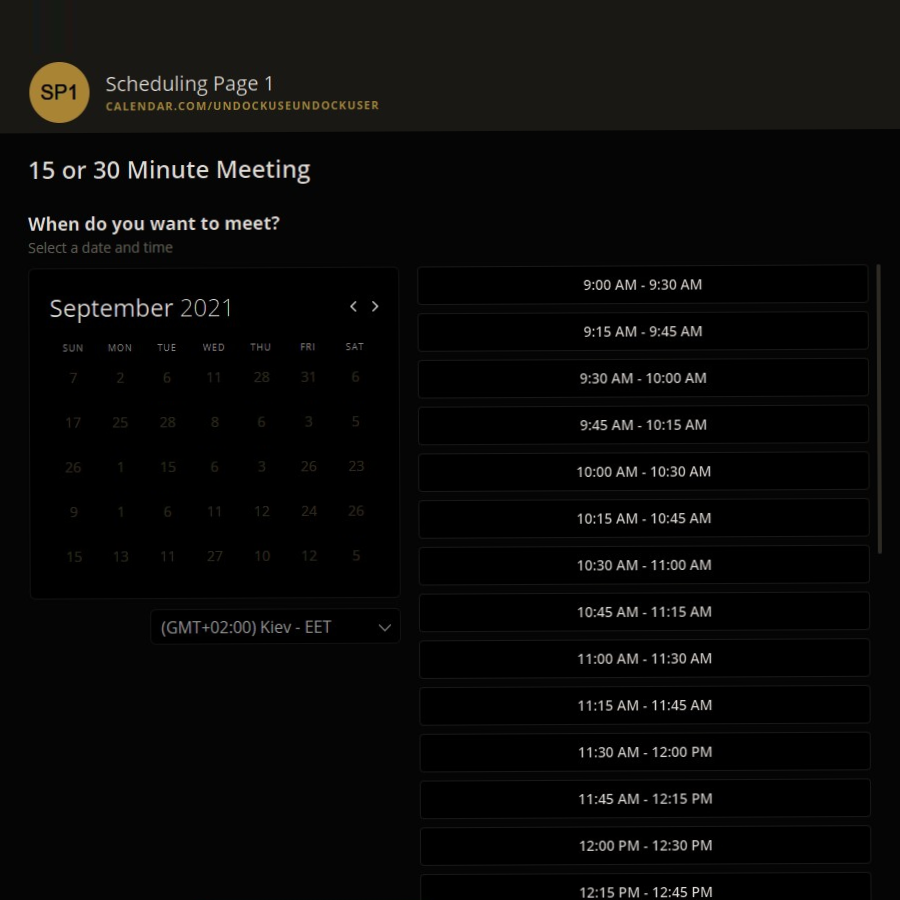 SP1
Scheduling Page 1
CALENDAR.COM/UNDOCKUSEUNDOCKUSER
15 or 30 Minute Meeting
When do you want to meet?
Select a date and time
September 2021
SUN MON TUE WED THU FRI SAT
7 2 6 11 28 31 6
17 25 28 8 6 3 5
26 1 15 6 3 26 23
9 1 6 11 12 24 26
15 13 11 27 10 12 5
(GMT+02:00) Kiev - EET
9:00 AM - 9:30 AM
9:15 AM - 9:45 AM
9:30 AM - 10:00 AM
9:45 AM - 10:15 AM
10:00 AM - 10:30 AM
10:15 AM - 10:45 AM
10:30 AM - 11:00 AM
10:45 AM - 11:15 AM
11:00 AM - 11:30 AM
11:15 AM - 11:45 AM
11:30 AM - 12:00 PM
11:45 AM - 12:15 PM
12:00 PM - 12:30 PM
12:15 PM - 12:45 PM